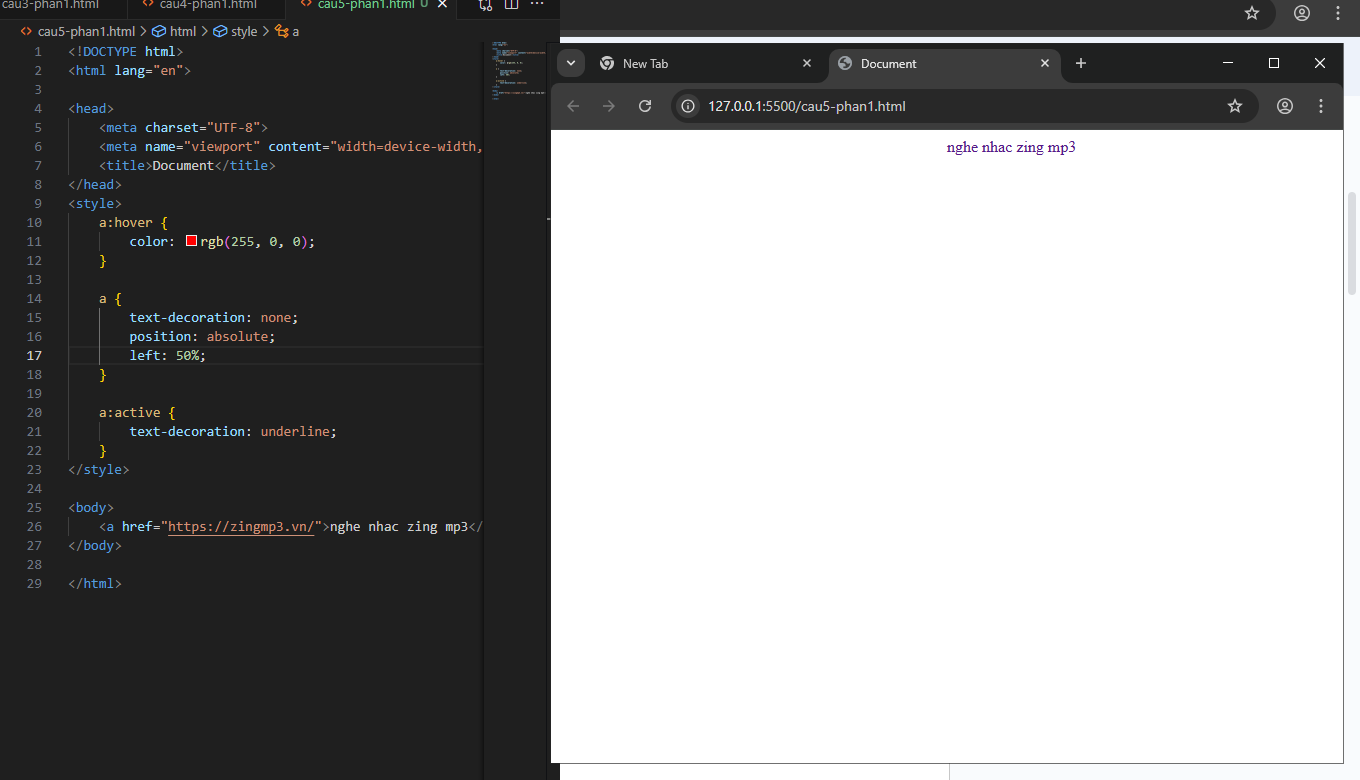 cau3-phan1.html
cau4-phan1.html
cau5-phan1.html U
cau5-phan1.html > html > style > a
1 <!DOCTYPE html>
2 <html lang="en">
3
4 <head>
5 <meta charset="UTF-8">
6 <meta name="viewport" content="width=device-width,
7 <title>Document</title>
8 </head>
9 <style>
10 a:hover {
11 color: rgb(255, 0, 0);
12 }
13
14 a {
15 text-decoration: none;
16 position: absolute;
17 left: 50%;
18 }
19
20 a:active {
21 text-decoration: underline;
22 }
23 </style>
24
25 <body>
26 <a href="https://zingmp3.vn/">nghe nhac zing mp3</
27 </body>
28
29 </html>
New Tab
Document
127.0.0.1:5500/cau5-phan1.html
nghe nhac zing mp3